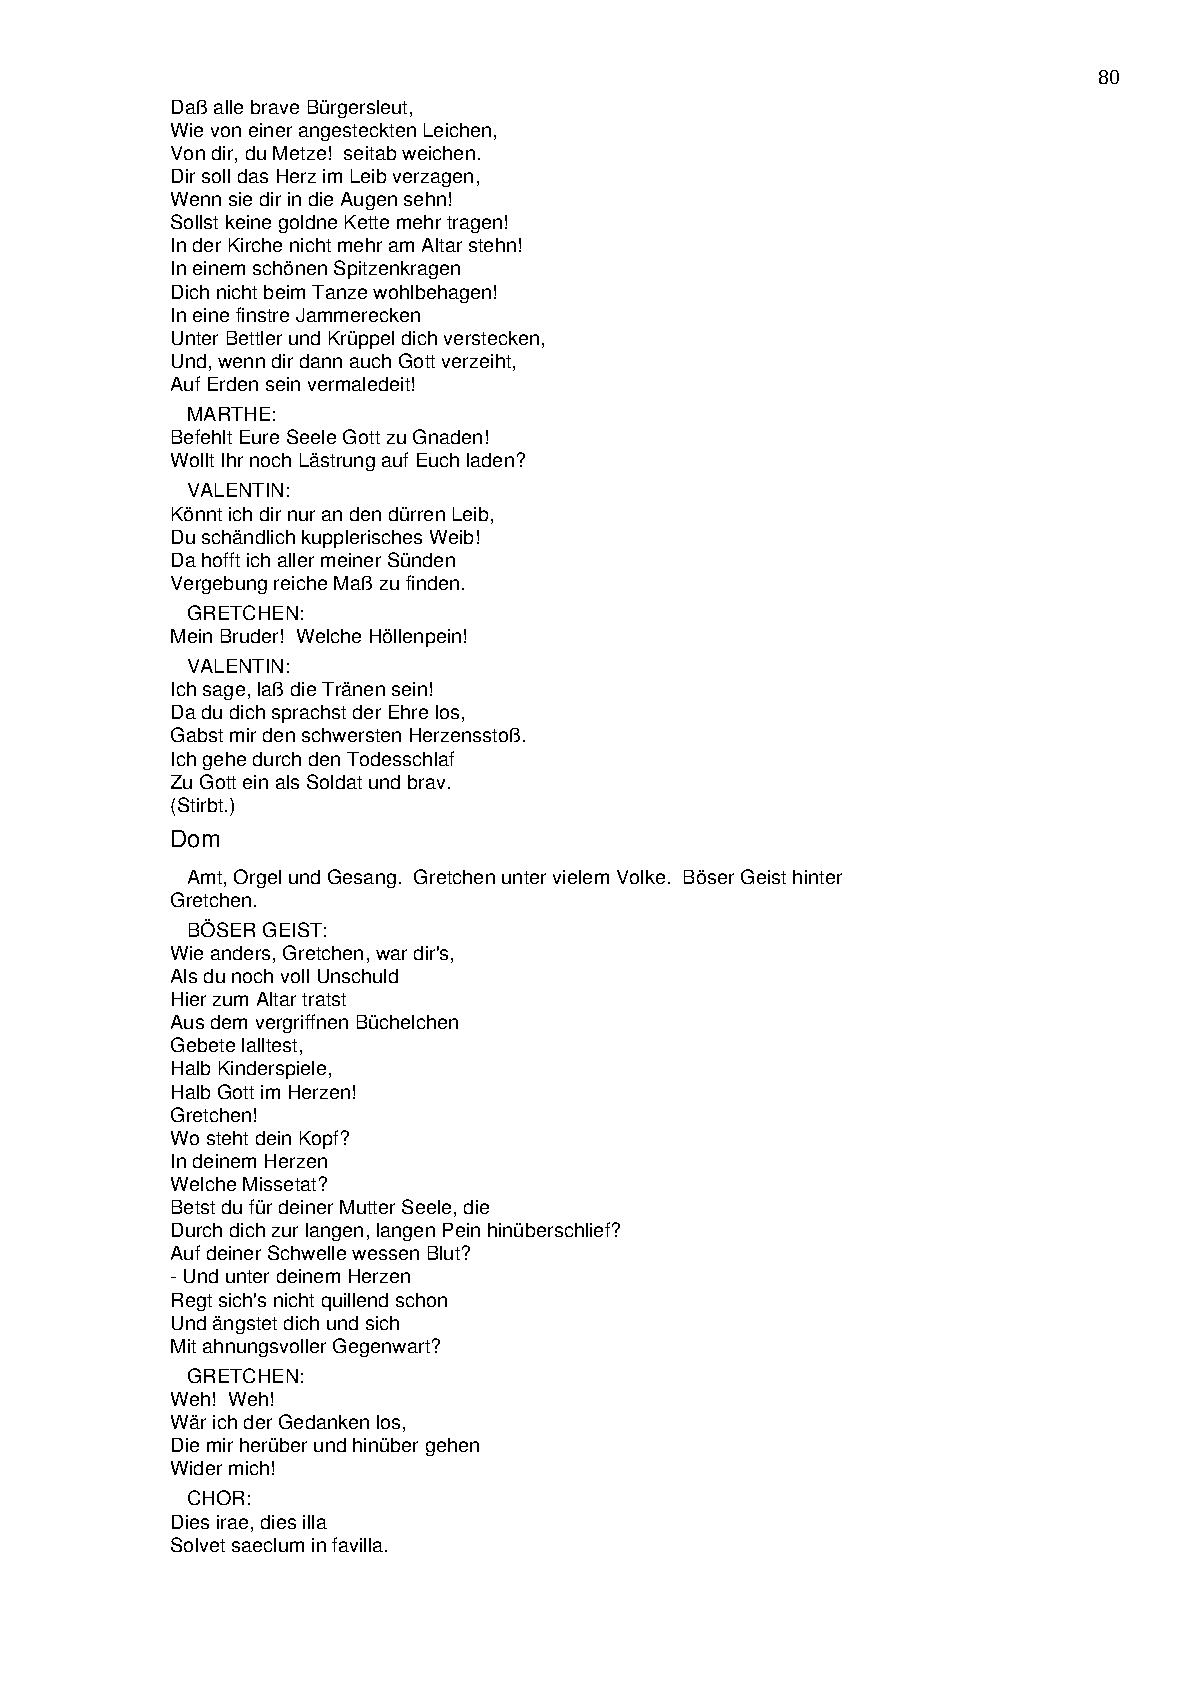 80
Daß alle brave Bürgersleut,
Wie von einer angesteckten Leichen,
Von dir, du Metze!  seitab weichen.
Dir soll das Herz im Leib verzagen,
Wenn sie dir in die Augen sehn!
Sollst keine goldne Kette mehr tragen!
In der Kirche nicht mehr am Altar stehn!
In einem schönen Spitzenkragen
Dich nicht beim Tanze wohlbehagen!
In eine finstre Jammerecken
Unter Bettler und Krüppel dich verstecken,
Und, wenn dir dann auch Gott verzeiht,
Auf Erden sein vermaledeit!
MARTHE:
Befehlt Eure Seele Gott zu Gnaden!
Wollt Ihr noch Lästrung auf Euch laden?
VALENTIN:
Könnt ich dir nur an den dürren Leib,
Du schändlich kupplerisches Weib!
Da hofft ich aller meiner Sünden
Vergebung reiche Maß zu finden.
GRETCHEN:
Mein Bruder!  Welche Höllenpein!
VALENTIN:
Ich sage, laß die Tränen sein!
Da du dich sprachst der Ehre los,
Gabst mir den schwersten Herzensstoß.
Ich gehe durch den Todesschlaf
Zu Gott ein als Soldat und brav.
(Stirbt.)
Dom
Amt, Orgel und Gesang.  Gretchen unter vielem Volke.  Böser Geist hinter
Gretchen.
BÖSER GEIST:
Wie anders, Gretchen, war dir's,
Als du noch voll Unschuld
Hier zum Altar tratst
Aus dem vergriffnen Büchelchen
Gebete lalltest,
Halb Kinderspiele,
Halb Gott im Herzen!
Gretchen!
Wo steht dein Kopf?
In deinem Herzen
Welche Missetat?
Betst du für deiner Mutter Seele, die
Durch dich zur langen, langen Pein hinüberschlief?
Auf deiner Schwelle wessen Blut?
- Und unter deinem Herzen
Regt sich's nicht quillend schon
Und ängstet dich und sich
Mit ahnungsvoller Gegenwart?
GRETCHEN:
Weh!  Weh!
Wär ich der Gedanken los,
Die mir herüber und hinüber gehen
Wider mich!
CHOR:
Dies irae, dies illa
Solvet saeclum in favilla.